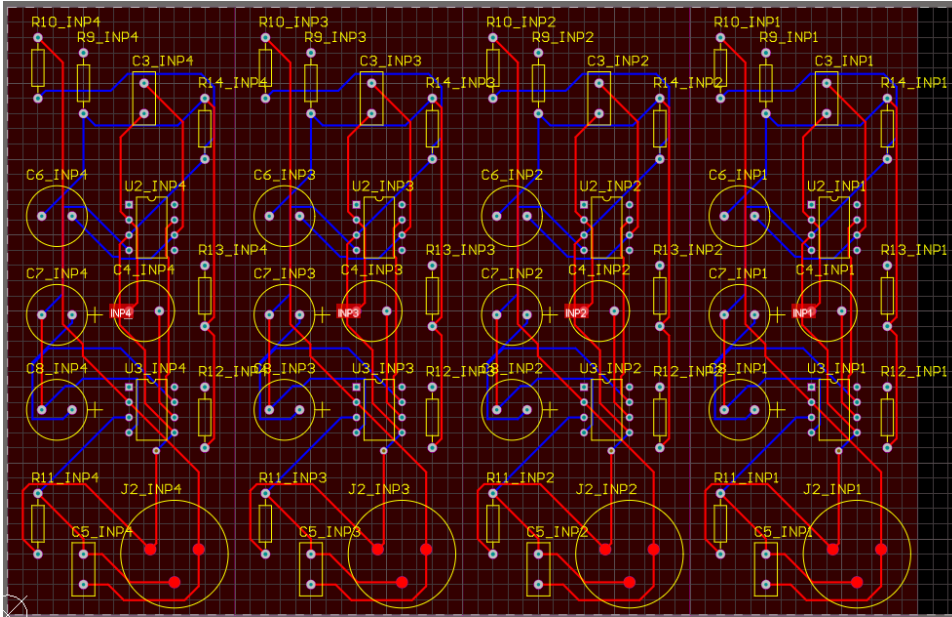 R10_INP4 R10_INP3 R10_INP2 R10_INP1
R9_INP4 R9_INP3 R9_INP2 R9_INP1
C3_INP4 C3_INP3 C3_INP2 C3_INP1
R14_INP4 R14_INP3 R14_INP2 R14_INP1
C6_INP4 U2_INP4 C6_INP3 U2_INP3 C6_INP2 U2_INP2 C6_INP1 U2_INP1
R13_INP4 R13_INP3 R13_INP2 R13_INP1
C7_INP4 C4_INP4 C7_INP3 C4_INP3 C7_INP2 C4_INP2 C7_INP1 C4_INP1
INP4 INP3 INP2 INP1
C8_INP4 U3_INP4 R12_INP4 C8_INP3 U3_INP3 R12_INP3 C8_INP2 U3_INP2 R12_INP2 C8_INP1 U3_INP1 R12_INP1
R11_INP4 J2_INP4 R11_INP3 J2_INP3 R11_INP2 J2_INP2 R11_INP1 J2_INP1
C5_INP4 C5_INP3 C5_INP2 C5_INP1